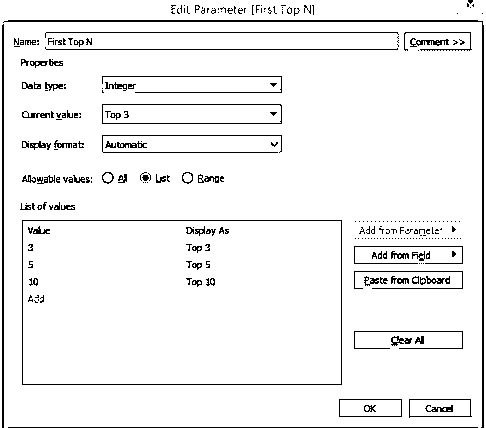 Edit Parameter [First Top N]
Name: First Top N Comment >>
Properties
Data type: Integer
Current value: Top 3
Display format: Automatic
Allowable values: All List Range
List of values
Value Display As Add from Parameter
3 Top 3
5 Top 5 Add from Field
10 Top 10 Paste from Clipboard
Add
Clear All
OK Cancel